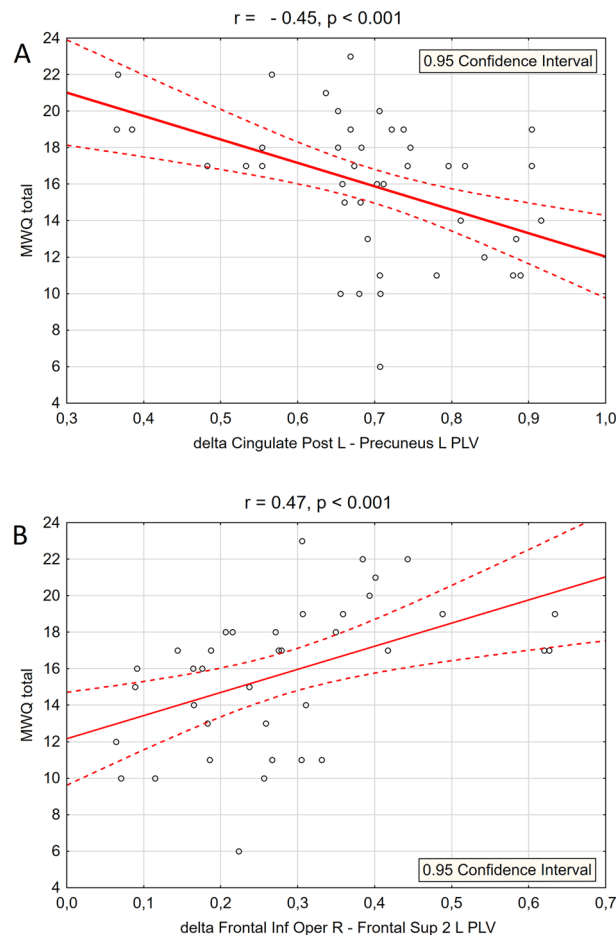 r = - 0.45, p < 0.001
A
0.95 Confidence Interval
24
22
20
18
16
14
12
10
8
6
4
MWQ total
0,3 0,4 0,5 0,6 0,7 0,8 0,9 1,0
delta Cingulate Post L - Precuneus L PLV
r = 0.47, p < 0.001
B
24
22
20
18
16
14
12
10
8
6
4
MWQ total
0.95 Confidence Interval
0,0 0,1 0,2 0,3 0,4 0,5 0,6 0,7
delta Frontal Inf Oper R - Frontal Sup 2 L PLV